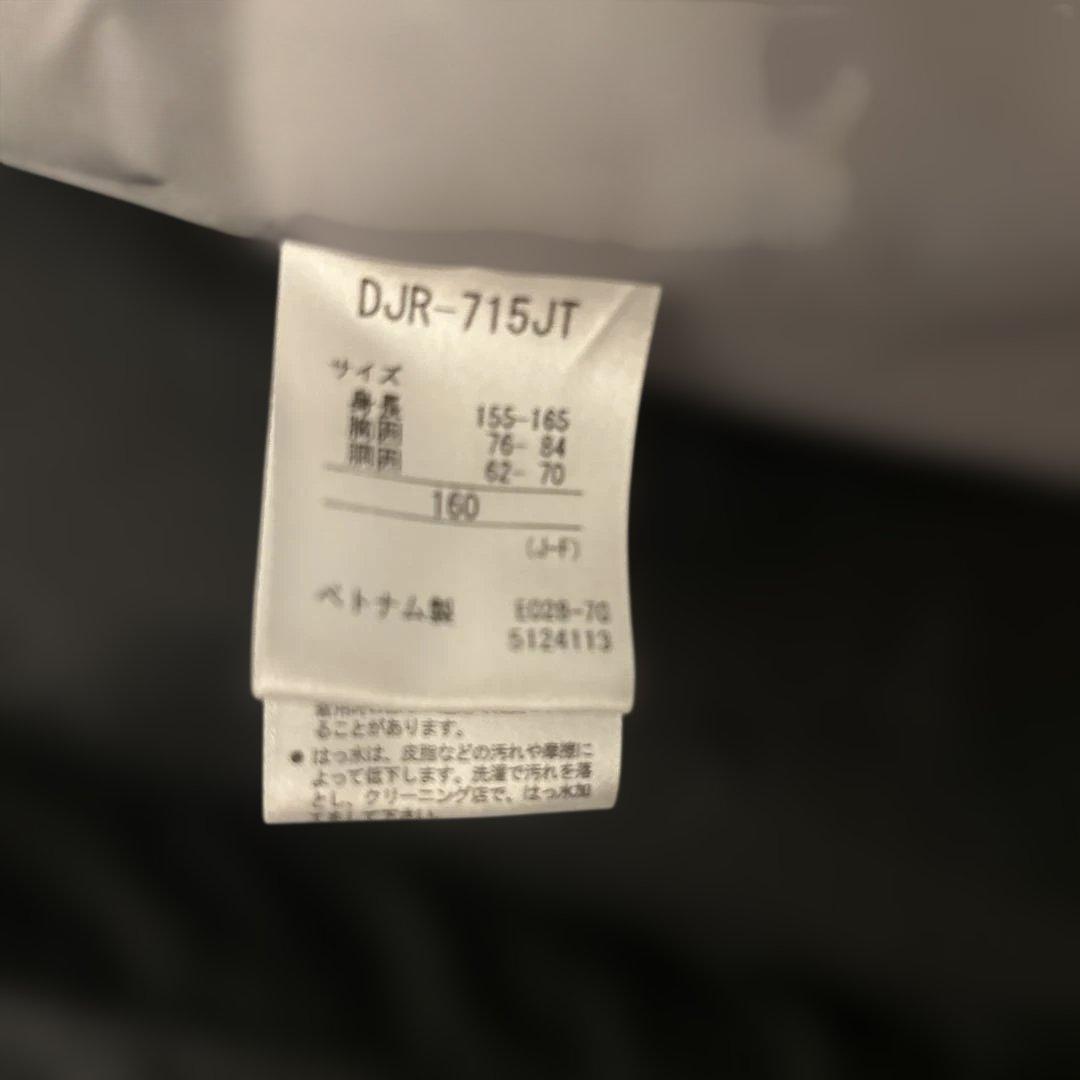 DJR-715JT
サイズ
身長 155-165
胸囲 76- 84
胴囲 62- 70
160
(J-F)
ベトナム製
5124113
ることがあります。
● はっ水は、皮脂などの汚れや摩擦に
よって低下します。洗濯で汚れを落
とし、クリーニング店で、はっ水加